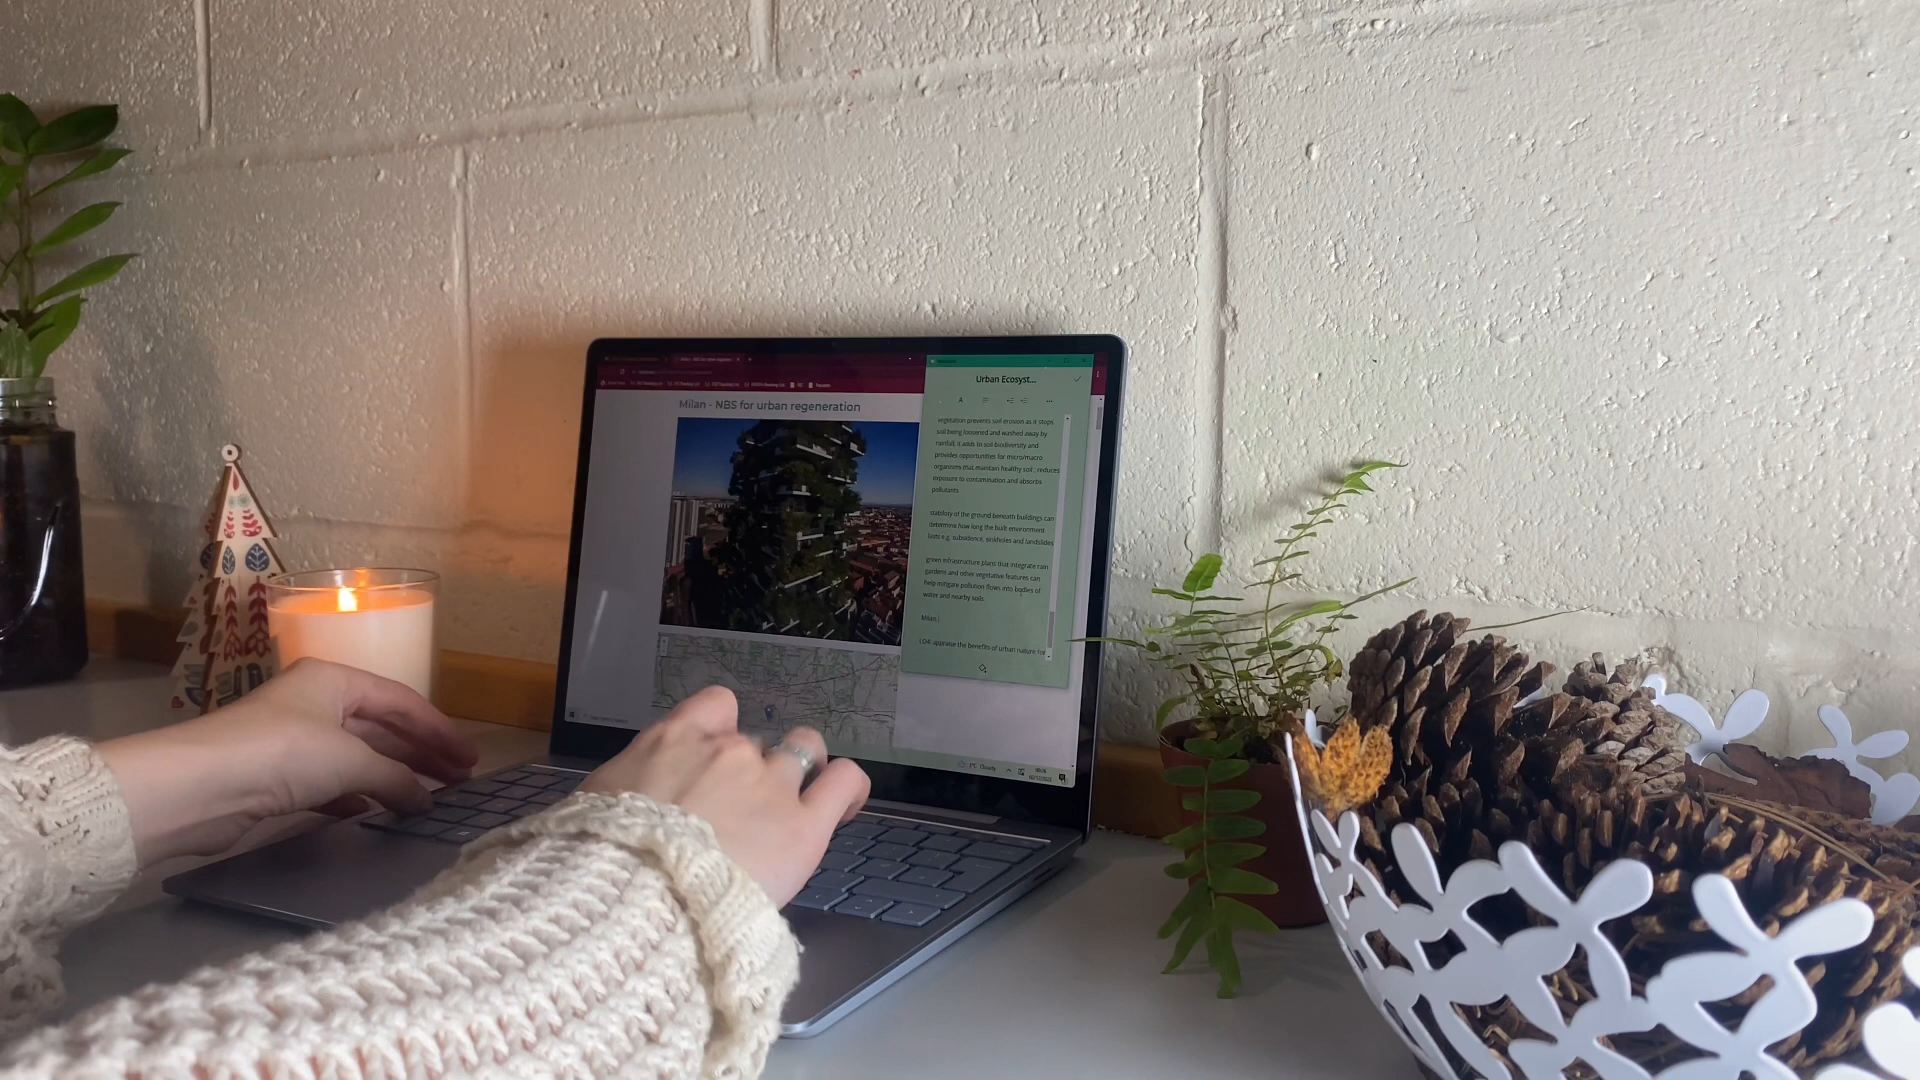 Milan - NBS for urban regeneration
Urban Ecosyst...
vegetation prevents soil erosion as it stops
soil being loosened and washed away by
rainfall, it adds to soil biodiversity and
provides opportunities for micro/macro
organizms that maintain healthy soil ; reduces
exposure to contamination and absorbs
pollutants
stabiloty of the ground beneath buildings can
determine how long the built environment
lasts e.g. subsidence, sinkholes and landslides
green infrastructure plans that integrate rain
gardens and other vegetative features can
help mitigate pollution flows into bodies of
water and nearby soils.
Milan.
LO4: appraise the benefits of urban nature for
Cloudy